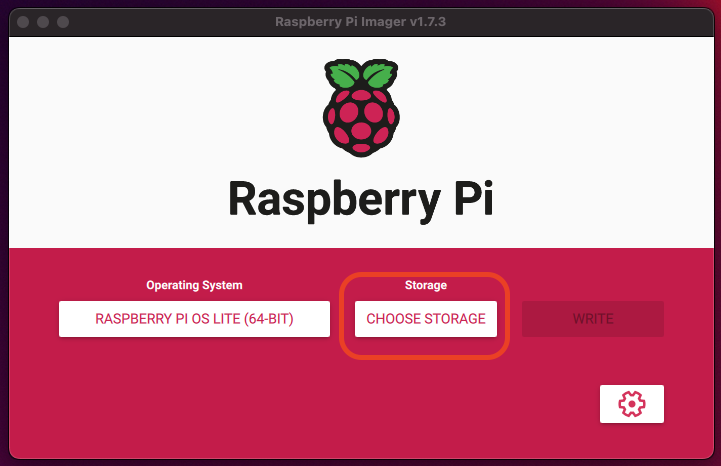 Raspberry Pi Imager v1.7.3
Raspberry Pi
Operating System
Storage
RASPBERRY PI OS LITE (64-BIT)
CHOOSE STORAGE
WRITE